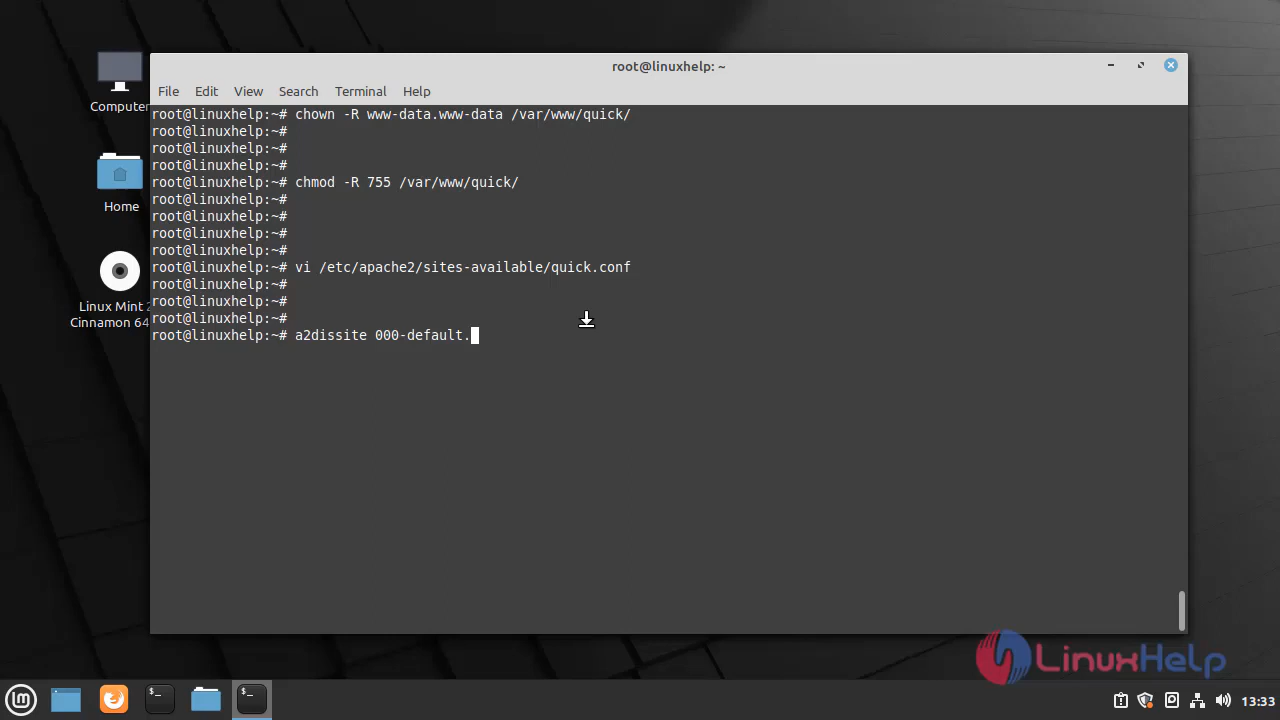 root@linuxhelp: ~
File Edit View Search Terminal Help
root@linuxhelp:~# chown -R www-data.www-data /var/www/quick/
root@linuxhelp:~#
root@linuxhelp:~#
root@linuxhelp:~#
root@linuxhelp:~# chmod -R 755 /var/www/quick/
root@linuxhelp:~#
root@linuxhelp:~#
root@linuxhelp:~#
root@linuxhelp:~#
root@linuxhelp:~# vi /etc/apache2/sites-available/quick.conf
root@linuxhelp:~#
root@linuxhelp:~#
root@linuxhelp:~#
root@linuxhelp:~# a2dissite 000-default.
Computer
Home
Linux Mint 2
Cinnamon 64
LinuxHelp
$_
$_
13:33